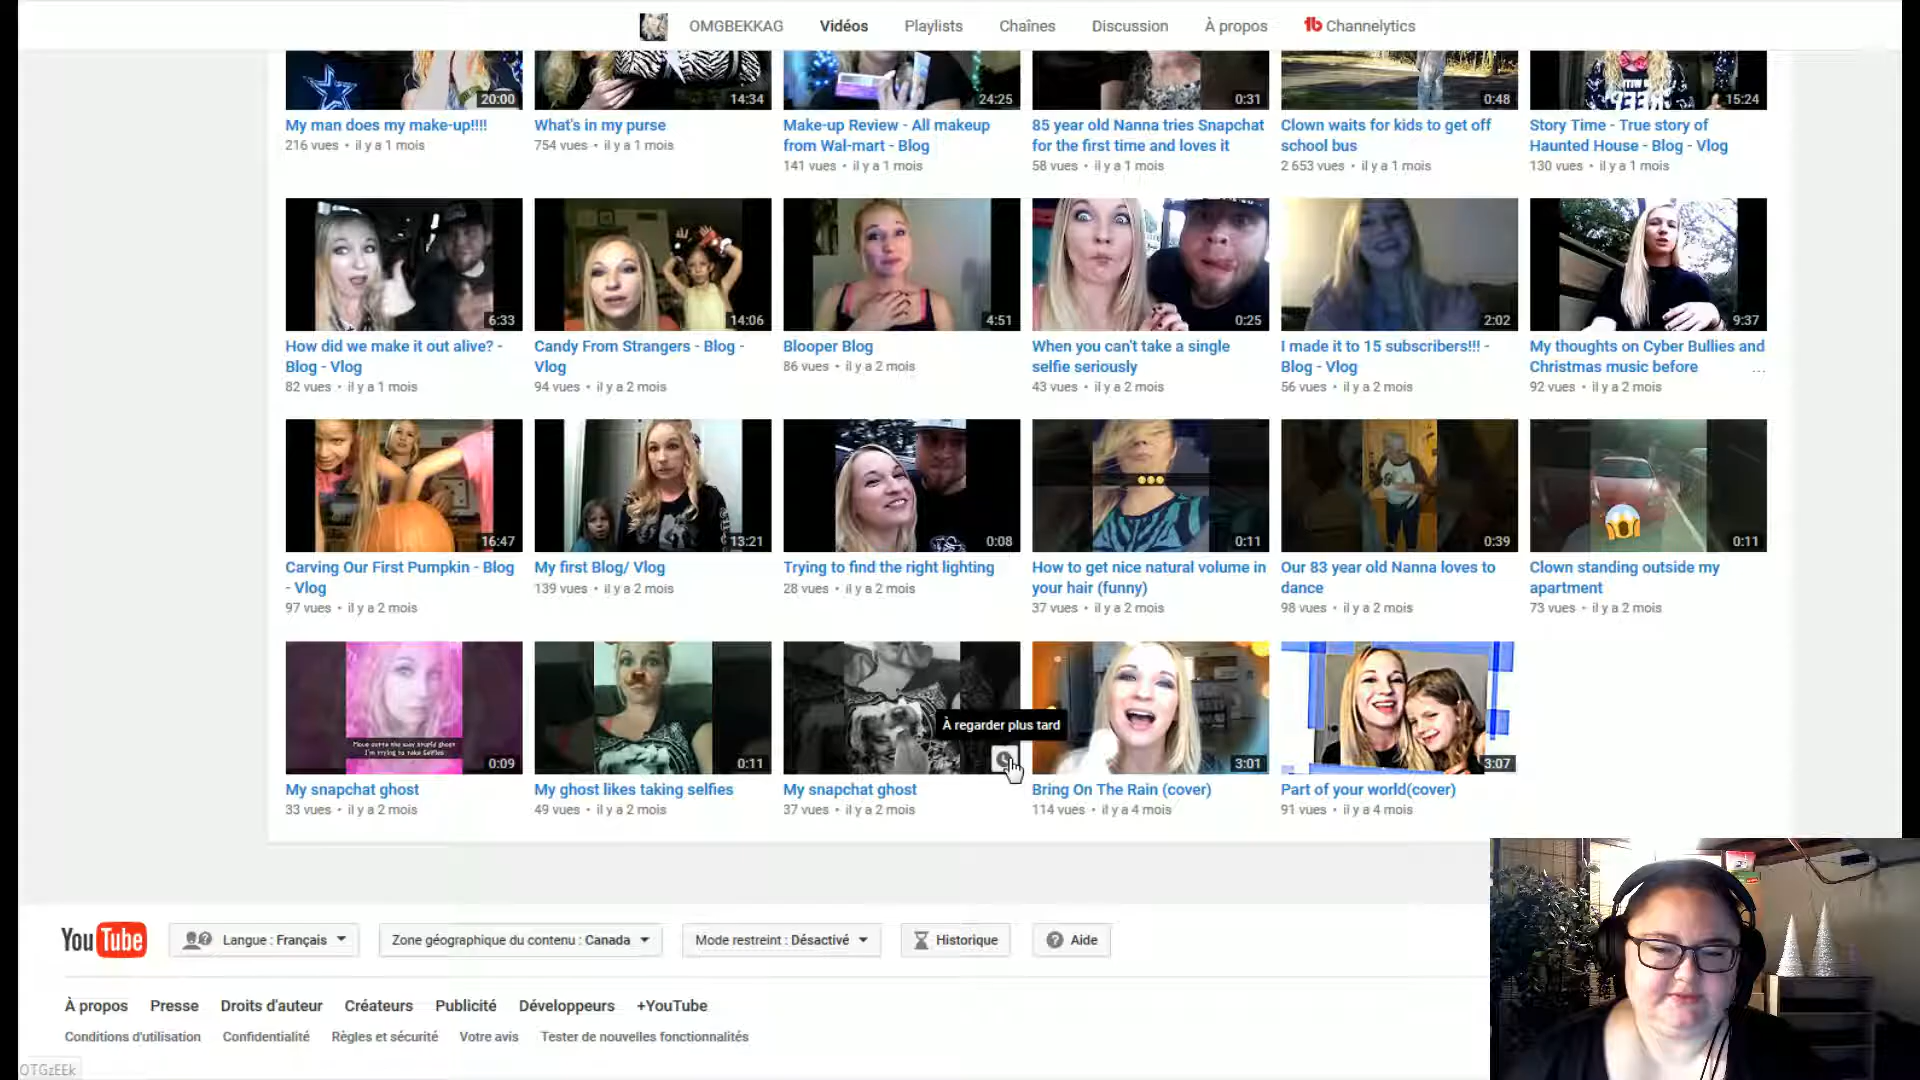 OMGBEKKAG Vidéos Playlists Chaînes Discussion À propos Channelytics
20:00 14:34 24:25 0:31 0:48 15:24
My man does my make-up!!!!
216 vues • il y a 1 mois
What's in my purse
754 vues • il y a 1 mois
Make-up Review - All makeup
from Wal-mart - Blog
141 vues • il y a 1 mois
85 year old Nanna tries Snapchat
for the first time and loves it
58 vues • il y a 1 mois
Clown waits for kids to get off
school bus
2 653 vues • il y a 1 mois
Story Time - True story of
Haunted House - Blog - Vlog
130 vues • il y a 1 mois
6:33 14:06 4:51 0:25 2:02 9:37
How did we make it out alive? -
Blog - Vlog
82 vues • il y a 1 mois
Candy From Strangers - Blog -
Vlog
94 vues • il y a 2 mois
Blooper Blog
86 vues • il y a 2 mois
When you can't take a single
selfie seriously
43 vues • il y a 2 mois
I made it to 15 subscribers!!! -
Blog - Vlog
56 vues • il y a 2 mois
My thoughts on Cyber Bullies and
Christmas music before ...
92 vues • il y a 2 mois
16:47 13:21 0:08 0:11 0:39 0:11
Carving Our First Pumpkin - Blog
- Vlog
97 vues • il y a 2 mois
My first Blog/ Vlog
139 vues • il y a 2 mois
Trying to find the right lighting
28 vues • il y a 2 mois
How to get nice natural volume in
your hair (funny)
37 vues • il y a 2 mois
Our 83 year old Nanna loves to
dance
98 vues • il y a 2 mois
Clown standing outside my
apartment
73 vues • il y a 2 mois
Move outta the way stupid ghost
I'm trying to take Selfies
0:09 0:11 À regarder plus tard 3:01 3:07
My snapchat ghost
33 vues • il y a 2 mois
My ghost likes taking selfies
49 vues • il y a 2 mois
My snapchat ghost
37 vues • il y a 2 mois
Bring On The Rain (cover)
114 vues • il y a 4 mois
Part of your world(cover)
91 vues • il y a 4 mois
YouTube Langue : Français Zone géographique du contenu : Canada Mode restreint : Désactivé Historique Aide
À propos Presse Droits d'auteur Créateurs Publicité Développeurs +YouTube
Conditions d'utilisation Confidentialité Règles et sécurité Votre avis Tester de nouvelles fonctionnalités
OTGzEEk